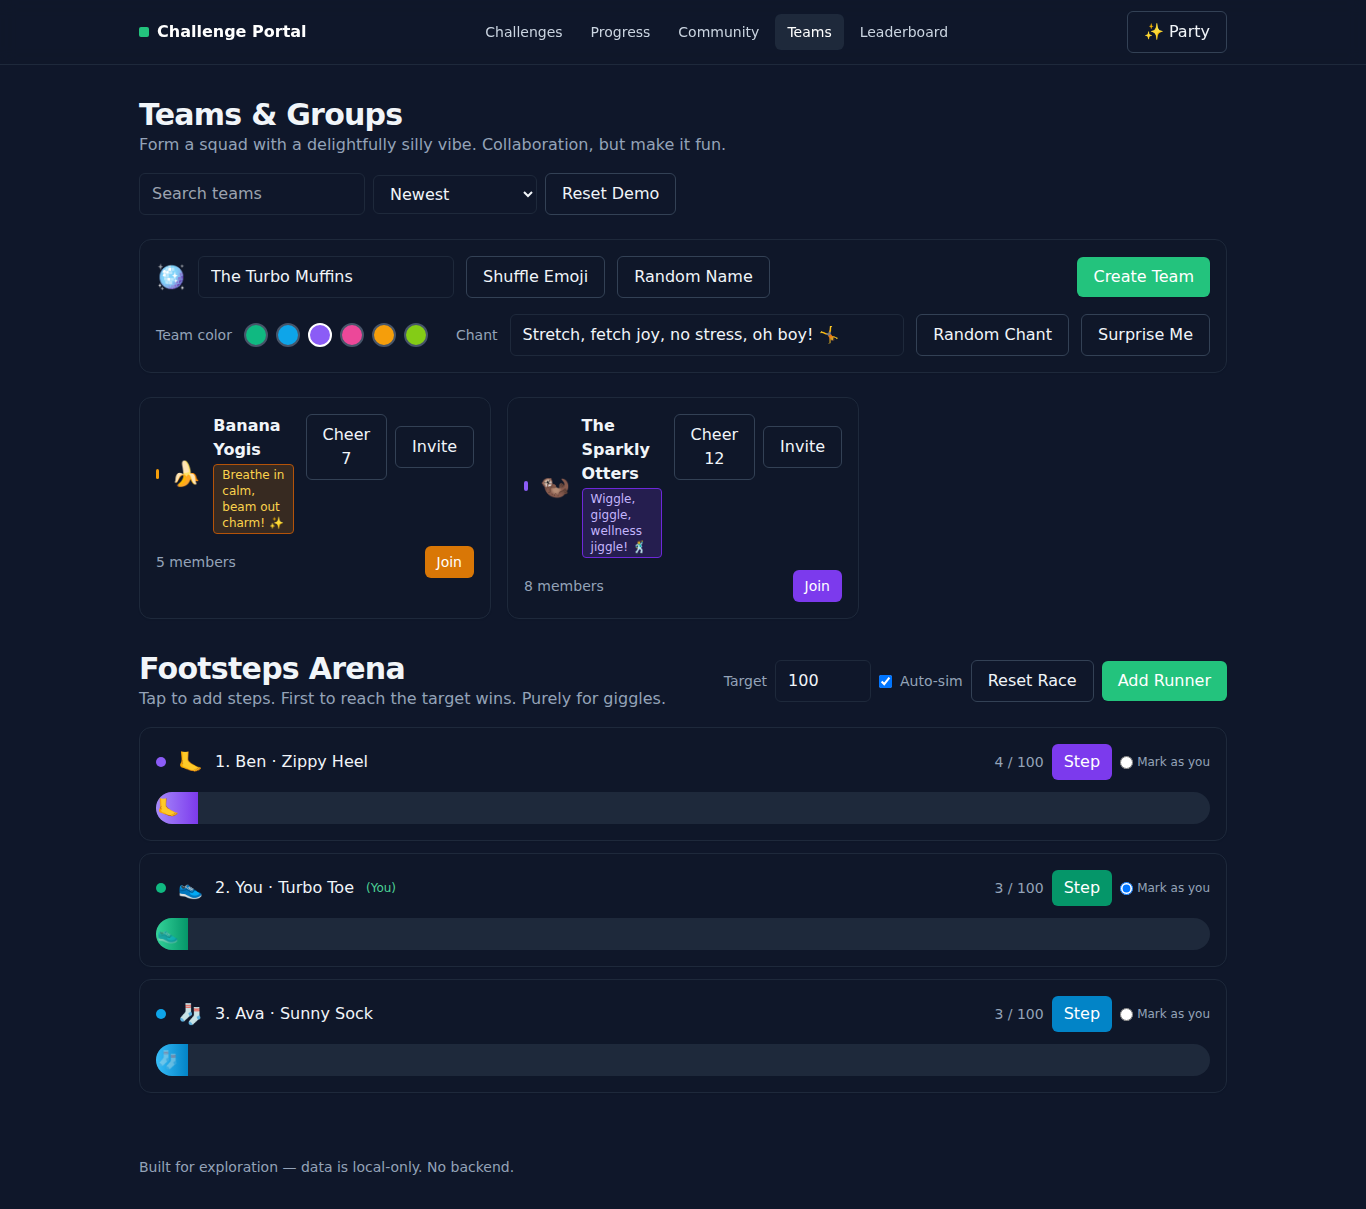 Challenge Portal
Challenges
Progress
Community
Teams
Leaderboard
✨ Party
Teams & Groups
Form a squad with a delightfully silly vibe. Collaboration, but make it fun.
Search teams
Newest
Reset Demo
The Turbo Muffins
Shuffle Emoji
Random Name
Create Team
Team color
Chant
Stretch, fetch joy, no stress, oh boy! 🤸
Random Chant
Surprise Me
Banana
Yogis
Breathe in
calm,
beam out
charm! ✨
Cheer
7
Invite
5 members
Join
The
Sparkly
Otters
Wiggle,
giggle,
wellness
jiggle! 🕺
Cheer
12
Invite
8 members
Join
Footsteps Arena
Tap to add steps. First to reach the target wins. Purely for giggles.
Target
100
Auto-sim
Reset Race
Add Runner
1. Ben · Zippy Heel
4 / 100
Step
Mark as you
2. You · Turbo Toe
(You)
3 / 100
Step
Mark as you
3. Ava · Sunny Sock
3 / 100
Step
Mark as you
Built for exploration — data is local-only. No backend.